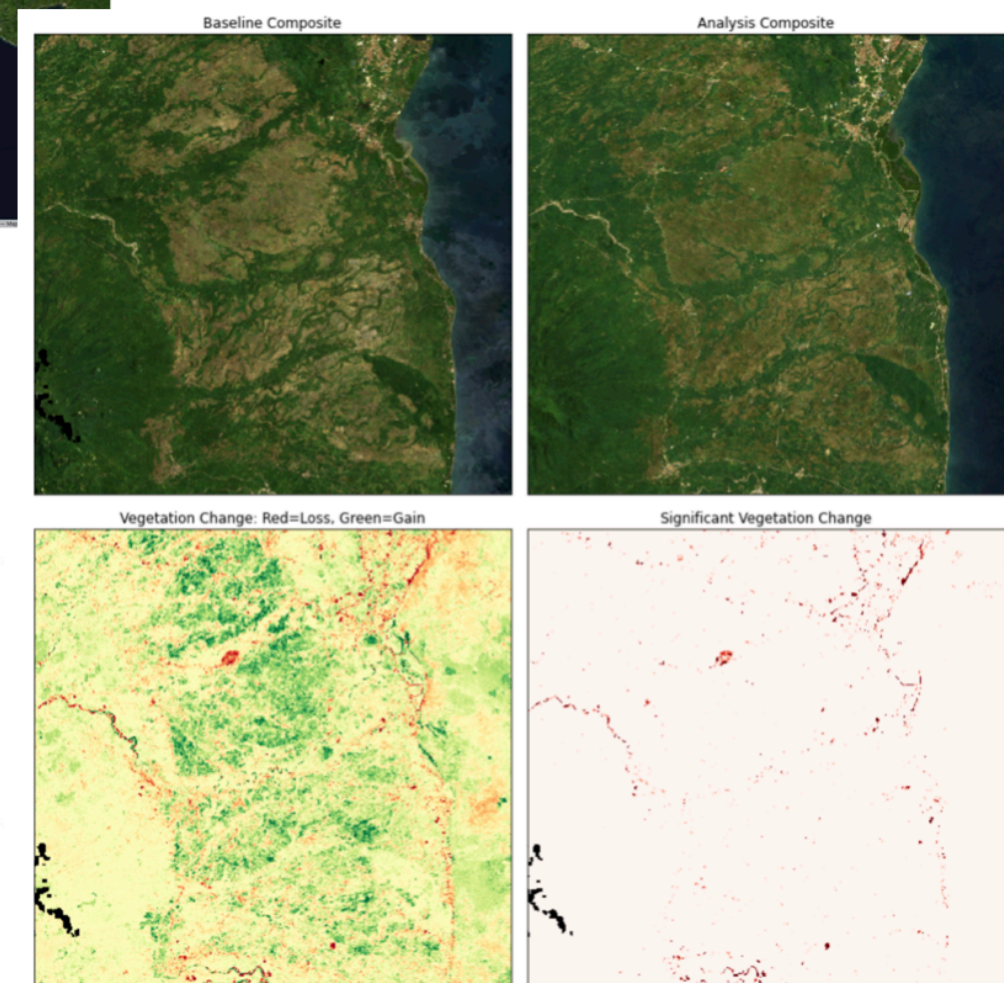 Baseline Composite
Analysis Composite
Vegetation Change: Red=Loss, Green=Gain
Significant Vegetation Change